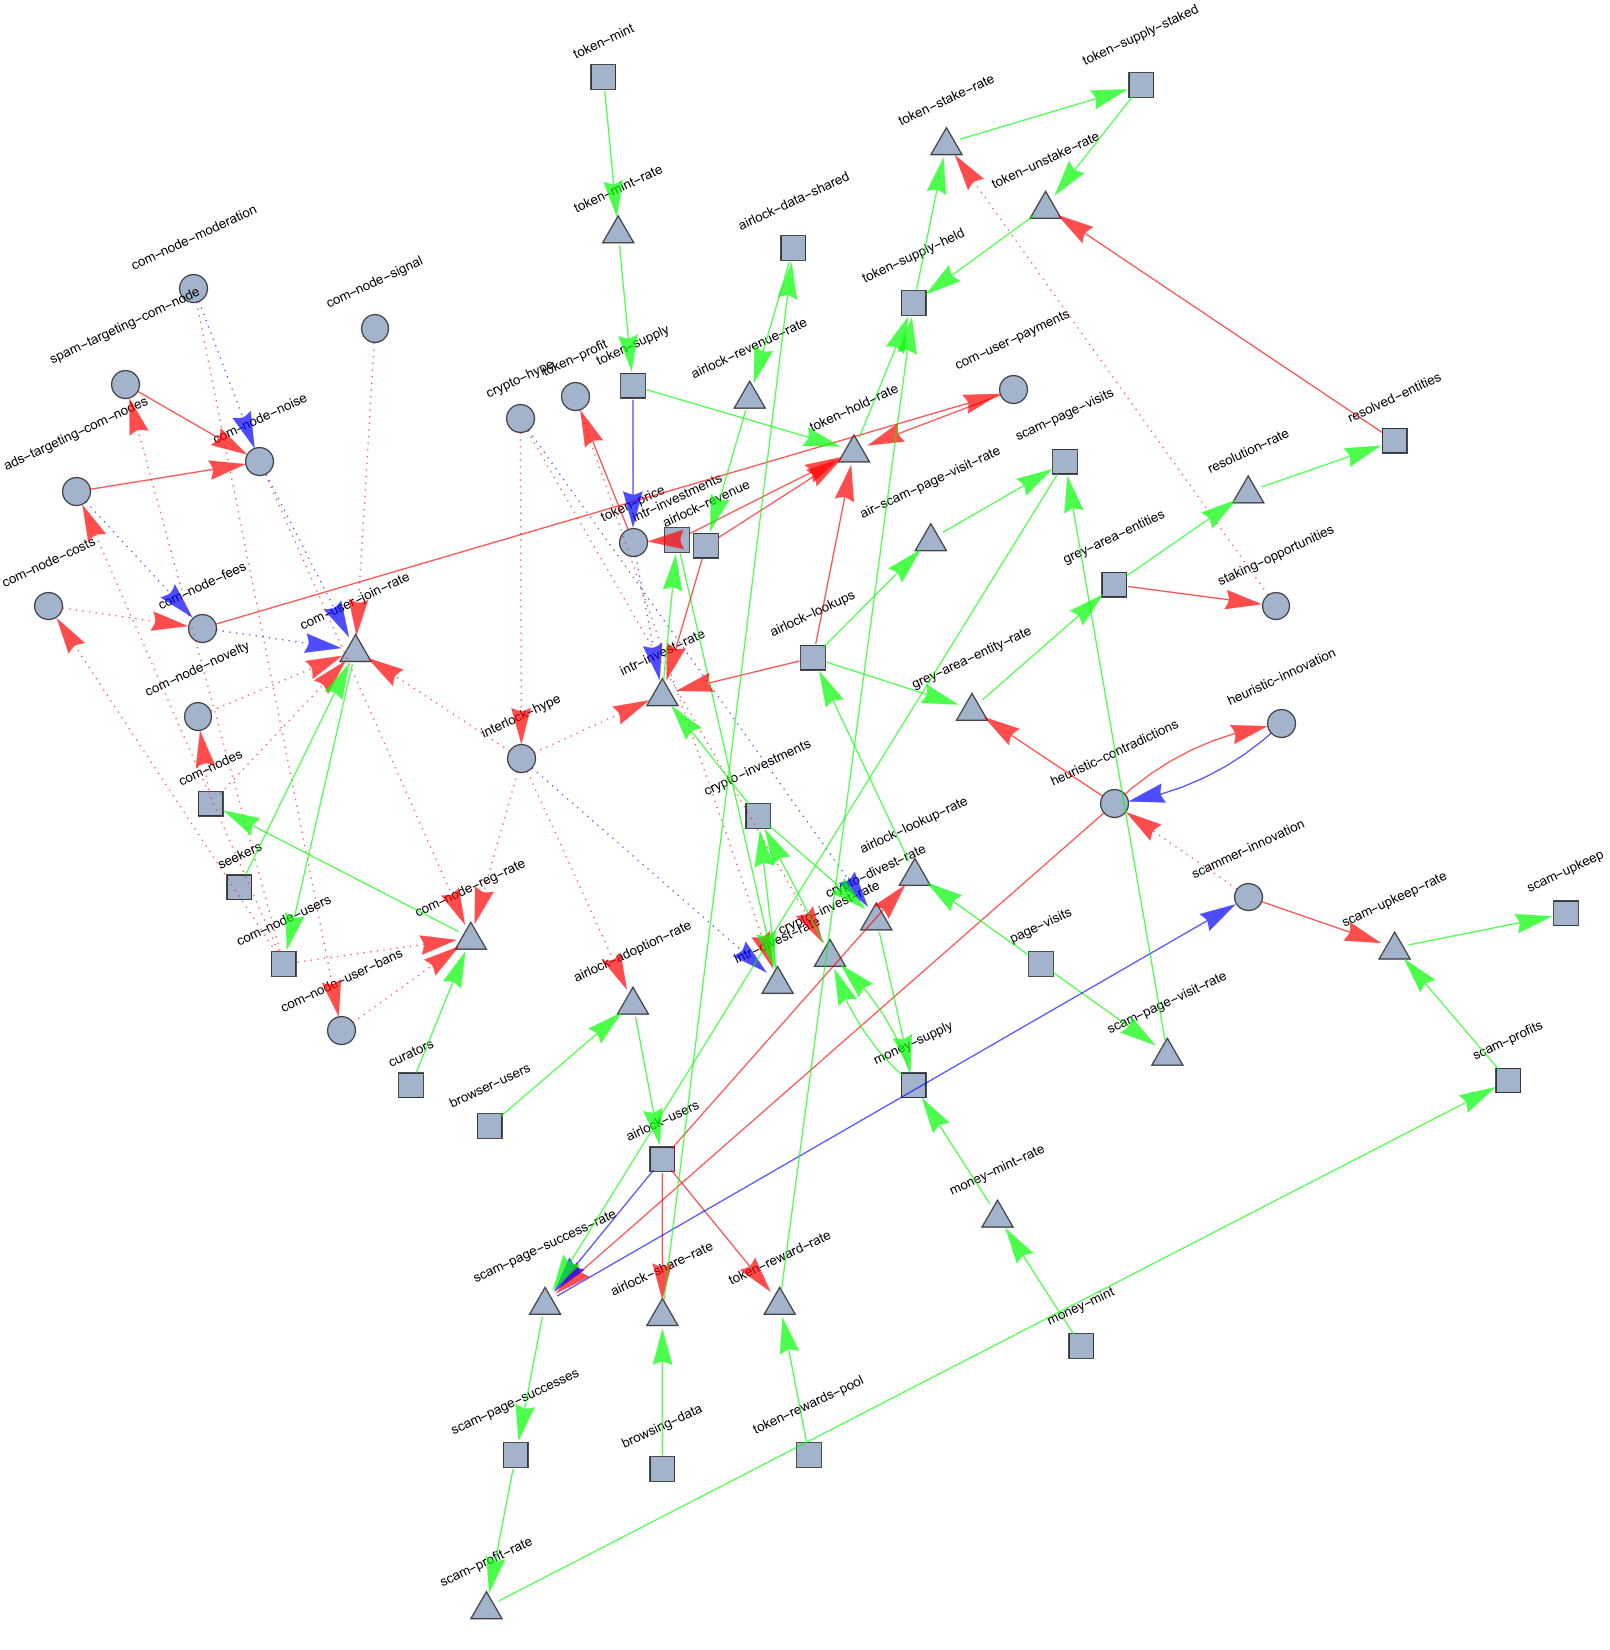 token-mint
token-supply-staked
token-stake-rate
token-unstake-rate
token-mint-rate
airlock-data-shared
com-node-moderation
com-node-signal
token-supply-held
spam-targeting-com-node
airlock-revenue-rate
com-user-payments
token-supply
token-profit
crypto-hype
ads-targeting-com-nodes
com-node-noise
token-hold-rate
scam-page-visits
resolved-entities
resolution-rate
air-scam-page-visit-rate
token-price
intr-investments
airlock-revenue
com-node-costs
com-node-fees
com-user-join-rate
grey-area-entities
staking-opportunities
airlock-lookups
com-node-novelty
intr-invest-rate
grey-area-entity-rate
heuristic-innovation
interlock-hype
com-nodes
crypto-investments
heuristic-contradictions
airlock-lookup-rate
seekers
com-node-reg-rate
crypto-divest-rate
scammer-innovation
scam-upkeep-rate
scam-upkeep
com-node-users
crypto-invest-rate
intr-invest-rate
page-visits
com-node-user-bans
airlock-adoption-rate
scam-page-visit-rate
curators
money-supply
scam-profits
browser-users
airlock-users
money-mint-rate
scam-page-success-rate
airlock-share-rate
token-reward-rate
money-mint
scam-page-successes
browsing-data
token-rewards-pool
scam-profit-rate